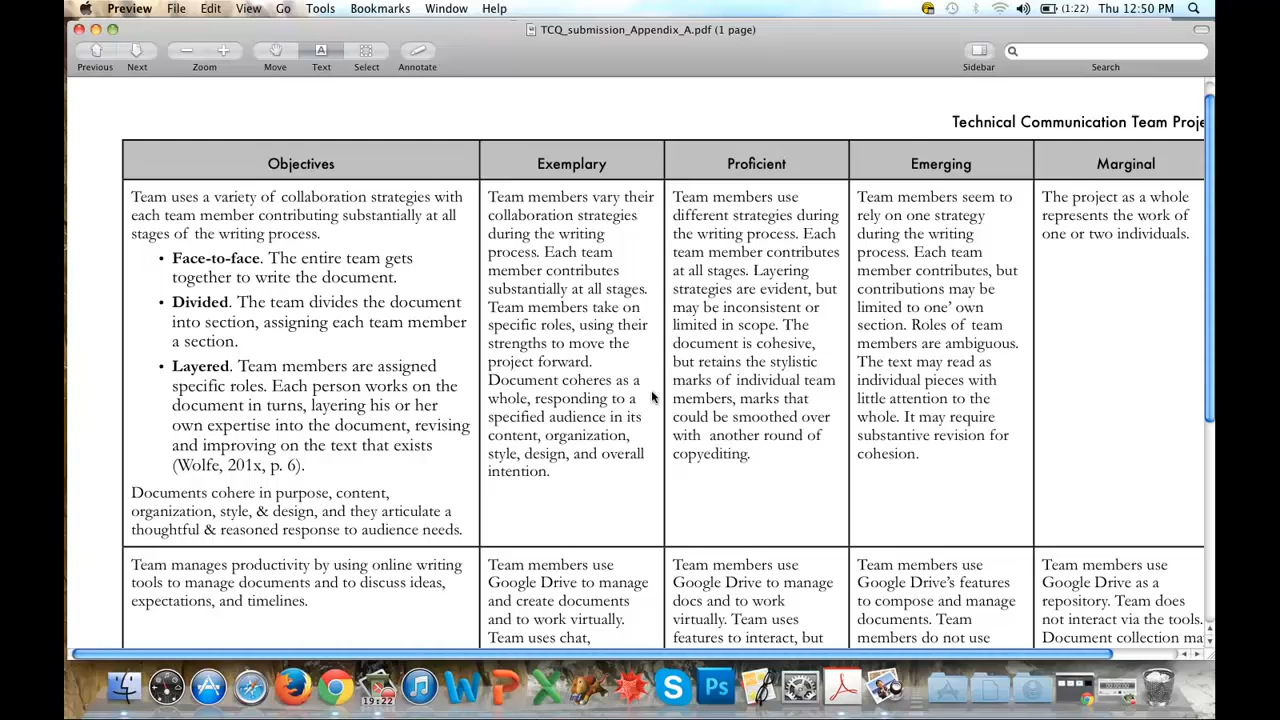 Preview File Edit View Go Tools Bookmarks Window Help (1:22) Thu 12:50 PM
TCQ_submission_Appendix_A.pdf (1 page)
Previous Next Zoom Move Text Select Annotate Sidebar Search
Technical Communication Team Proje
Objectives Exemplary Proficient Emerging Marginal
Team uses a variety of collaboration strategies with
each team member contributing substantially at all
stages of the writing process.
• Face-to-face. The entire team gets
together to write the document.
• Divided. The team divides the document
into section, assigning each team member
a section.
• Layered. Team members are assigned
specific roles. Each person works on the
document in turns, layering his or her
own expertise into the document, revising
and improving on the text that exists
(Wolfe, 201x, p. 6).
Documents cohere in purpose, content,
organization, style, & design, and they articulate a
thoughtful & reasoned response to audience needs.
Team members vary their
collaboration strategies
during the writing
process. Each team
member contributes
substantially at all stages.
Team members take on
specific roles, using their
strengths to move the
project forward.
Document coheres as a
whole, responding to a
specified audience in its
content, organization,
style, design, and overall
intention.
Team members use
different strategies during
the writing process. Each
team member contributes
at all stages. Layering
strategies are evident, but
may be inconsistent or
limited in scope. The
document is cohesive,
but retains the stylistic
marks of individual team
members, marks that
could be smoothed over
with another round of
copyediting.
Team members seem to
rely on one strategy
during the writing
process. Each team
member contributes, but
contributions may be
limited to one' own
section. Roles of team
members are ambiguous.
The text may read as
individual pieces with
little attention to the
whole. It may require
substantive revision for
cohesion.
The project as a whole
represents the work of
one or two individuals.
Team manages productivity by using online writing
tools to manage documents and to discuss ideas,
expectations, and timelines.
Team members use
Google Drive to manage
and create documents
and to work virtually.
Team uses chat,
Team members use
Google Drive to manage
docs and to work
virtually. Team uses
features to interact, but
Team members use
Google Drive's features
to compose and manage
documents. Team
members do not use
Team members use
Google Drive as a
repository. Team does
not interact via the tools.
Document collection ma
19:22
Ps